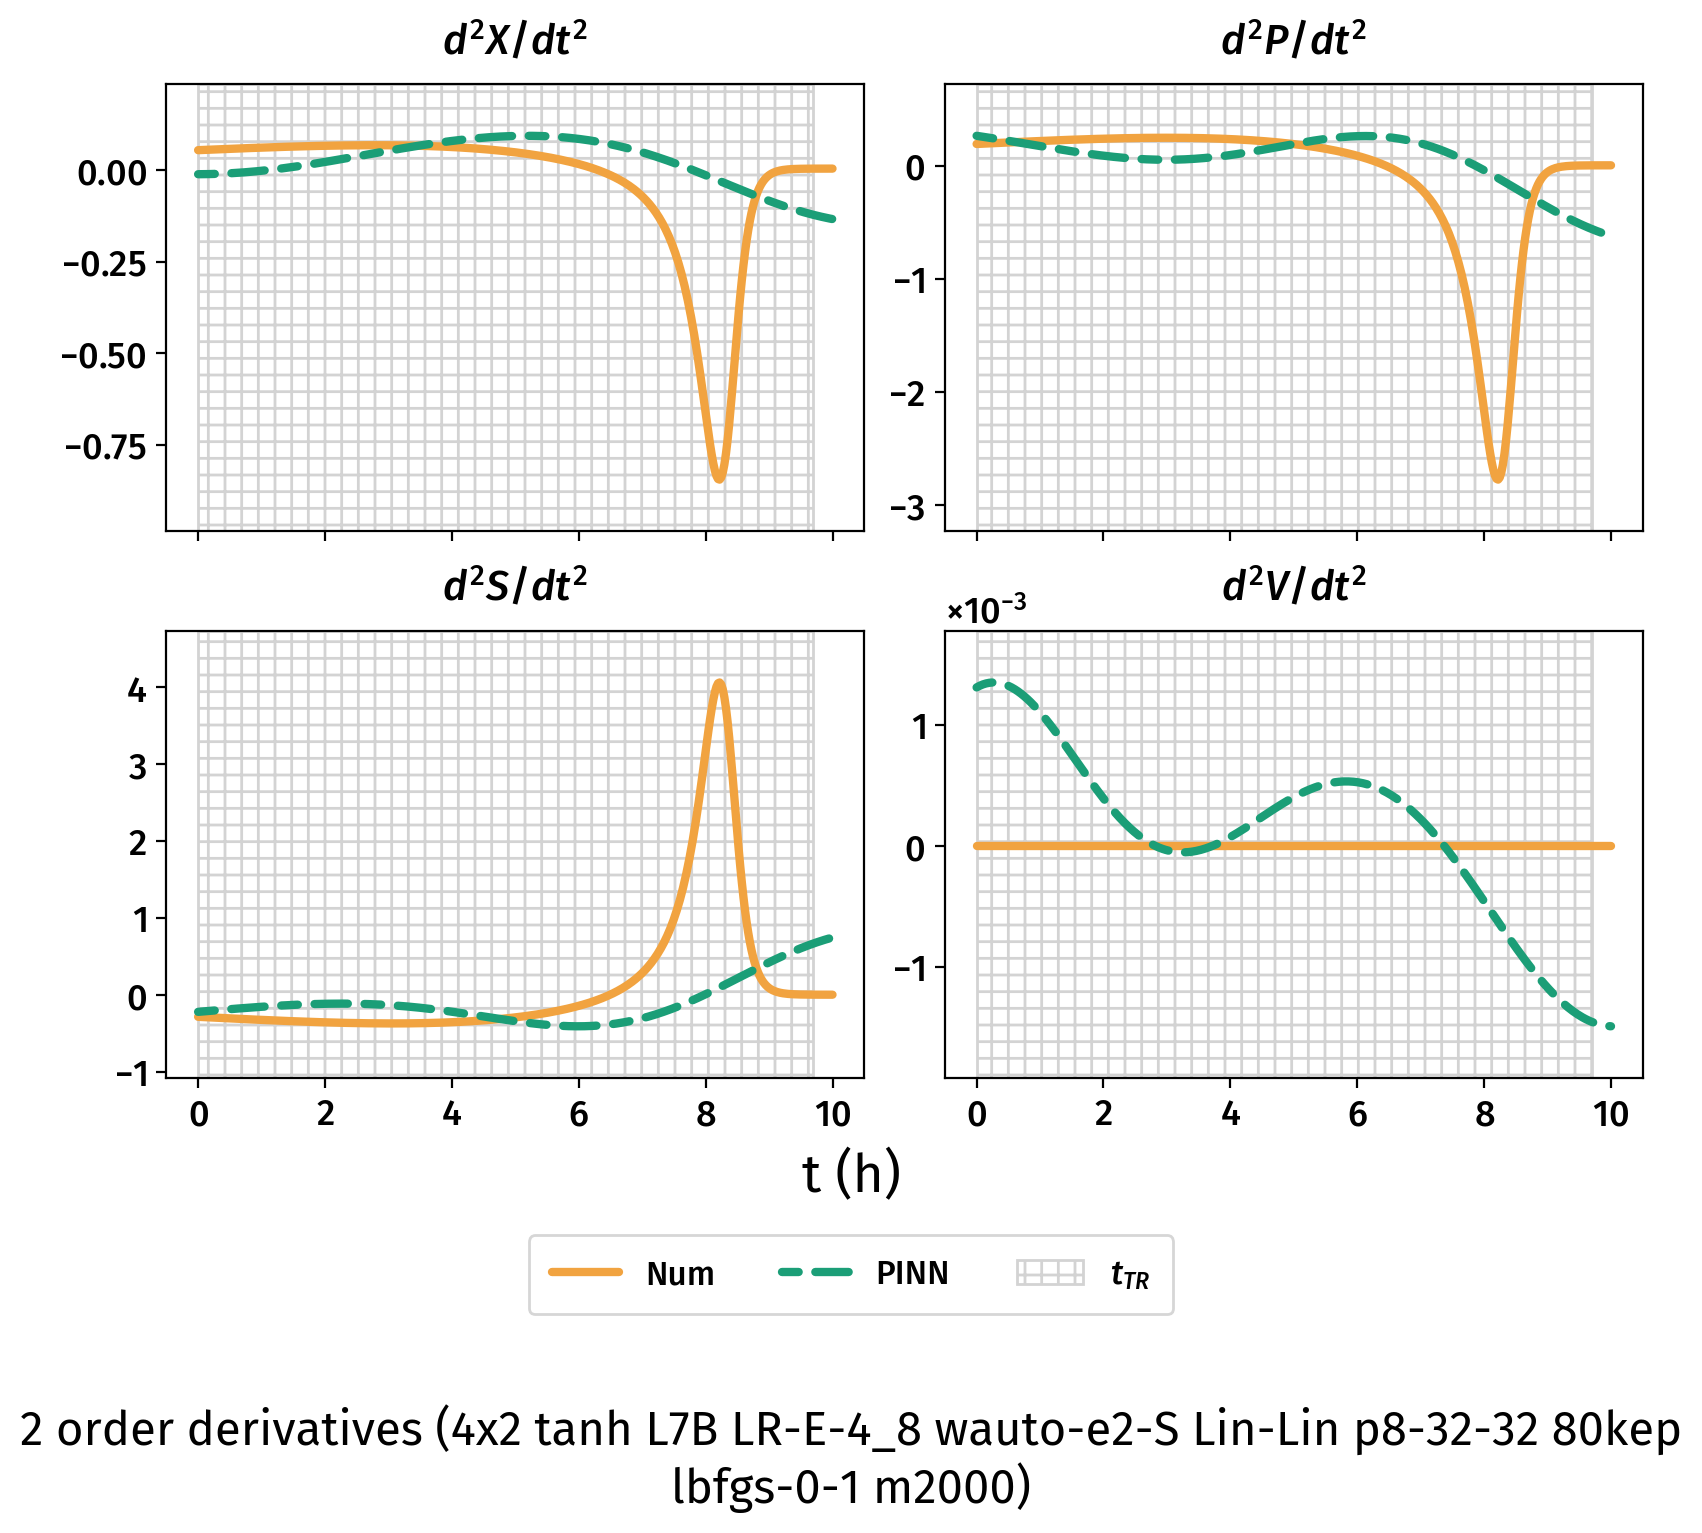 d²X/dt²
d²P/dt²
0.00
−0.25
−0.50
−0.75
0
−1
−2
−3
d²S/dt²
d²V/dt²
×10⁻³
4
3
2
1
0
−1
1
0
−1
0 2 4 6 8 10
0 2 4 6 8 10
t (h)
Num PINN t_TR
2 order derivatives (4x2 tanh L7B LR-E-4_8 wauto-e2-S Lin-Lin p8-32-32 80kep
lbfgs-0-1 m2000)